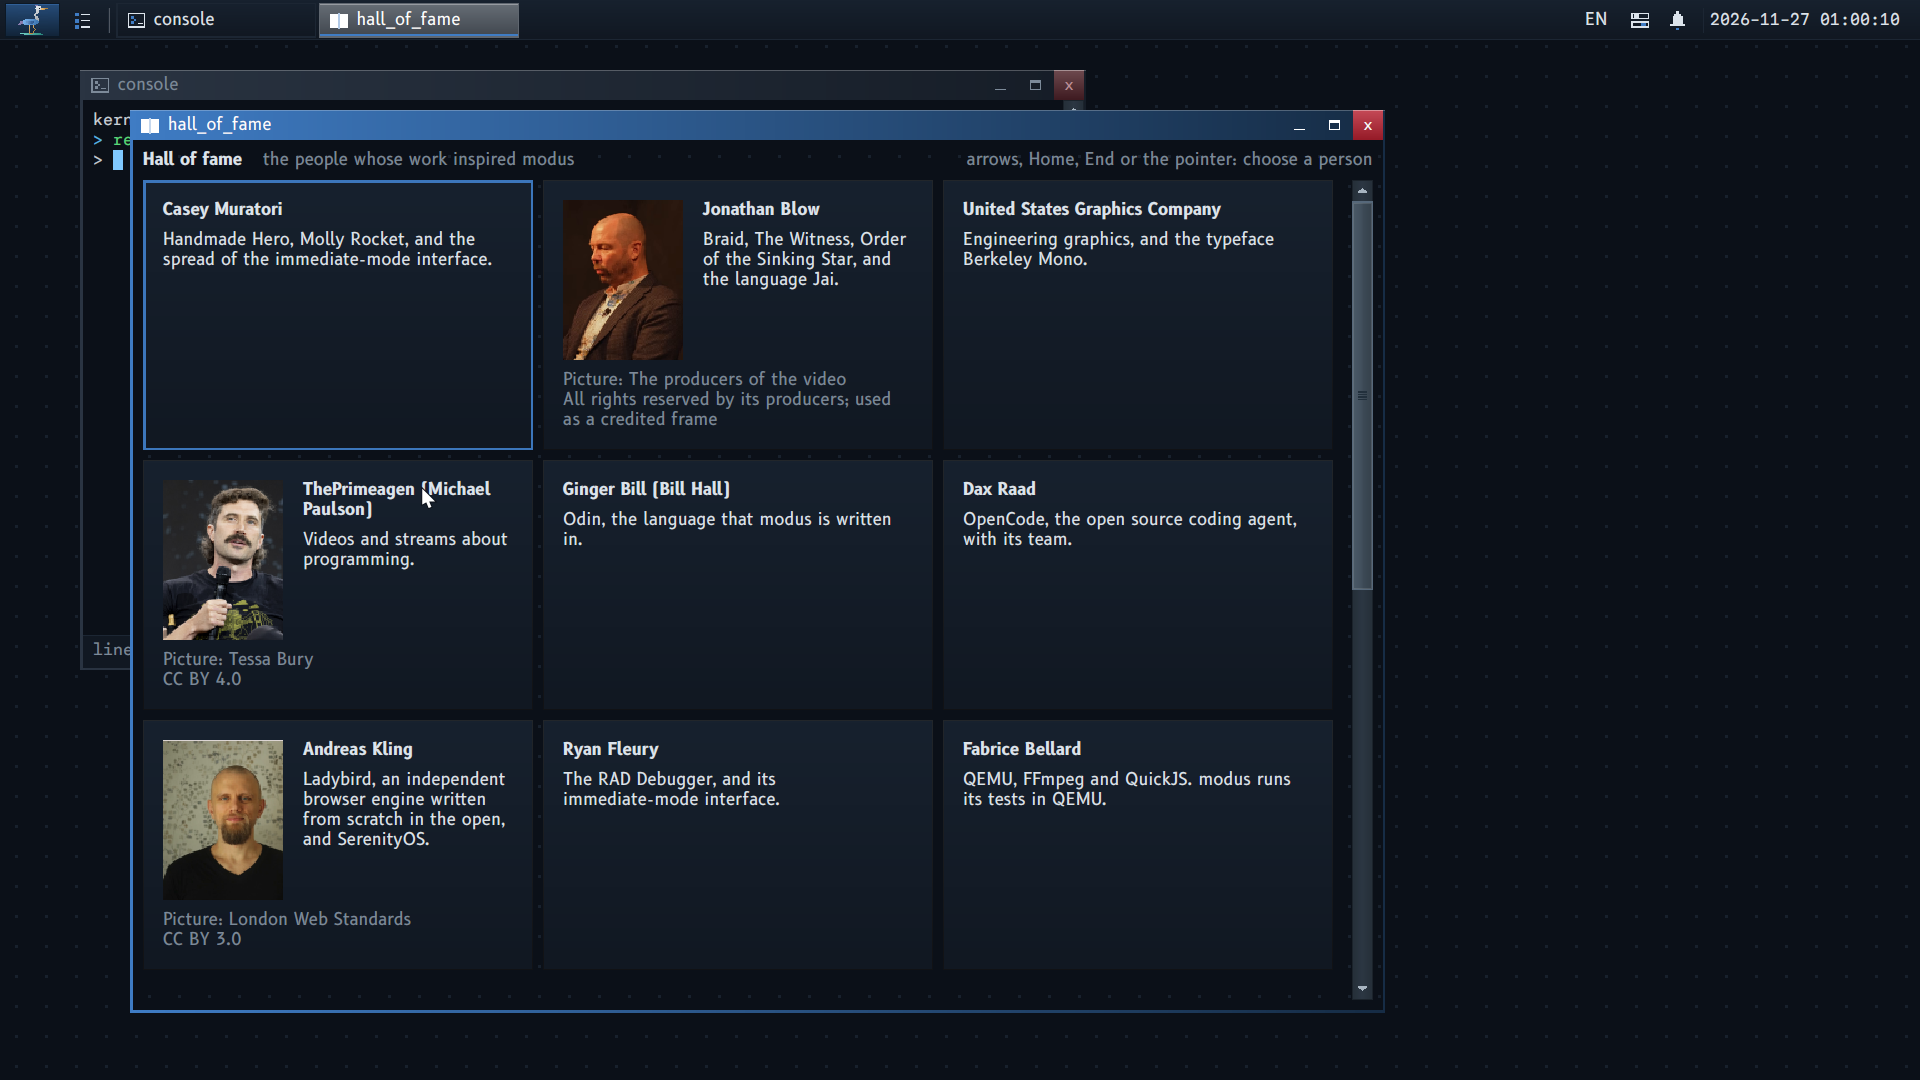 console
hall_of_fame
EN
2026-11-27 01:00:10
console
kern
> re
>
line
hall_of_fame
Hall of fame the people whose work inspired modus
arrows, Home, End or the pointer: choose a person
Casey Muratori
Handmade Hero, Molly Rocket, and the
spread of the immediate-mode interface.
Jonathan Blow
Braid, The Witness, Order
of the Sinking Star, and
the language Jai.
Picture: The producers of the video
All rights reserved by its producers; used
as a credited frame
United States Graphics Company
Engineering graphics, and the typeface
Berkeley Mono.
ThePrimeagen (Michael
Paulson)
Videos and streams about
programming.
Picture: Tessa Bury
CC BY 4.0
Ginger Bill (Bill Hall)
Odin, the language that modus is written
in.
Dax Raad
OpenCode, the open source coding agent,
with its team.
Andreas Kling
Ladybird, an independent
browser engine written
from scratch in the open,
and SerenityOS.
Picture: London Web Standards
CC BY 3.0
Ryan Fleury
The RAD Debugger, and its
immediate-mode interface.
Fabrice Bellard
QEMU, FFmpeg and QuickJS. modus runs
its tests in QEMU.